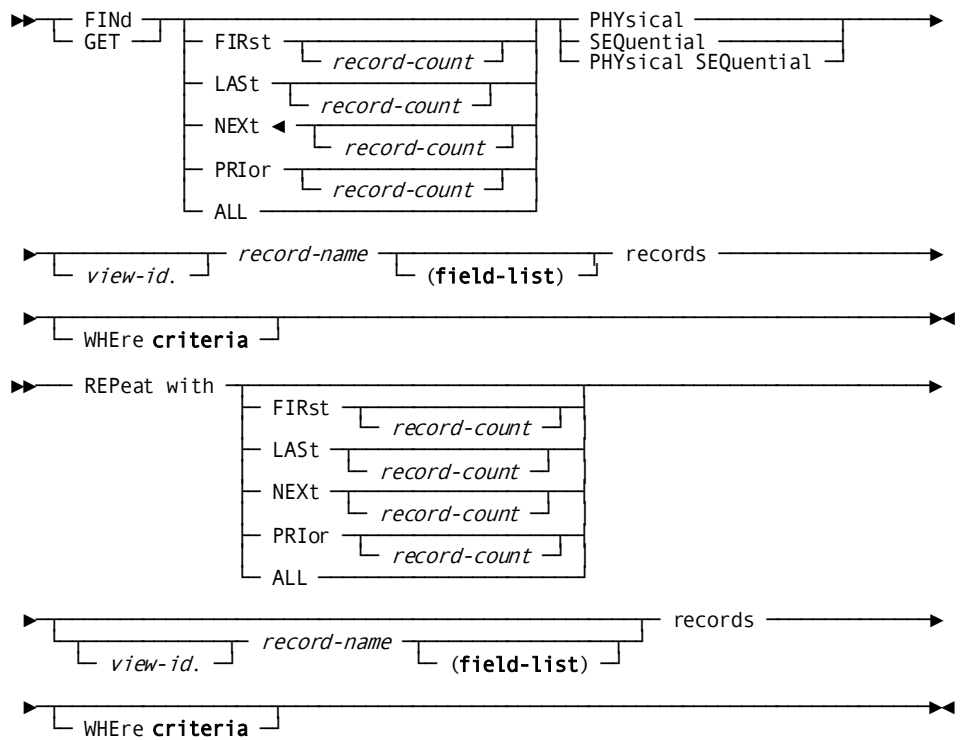 FINd PHYsical
GET FIRst SEQuential
record-count PHYsical SEQuential
LASt
record-count
NEXt ◄
record-count
PRIor
record-count
ALL
record-name records
view-id. (field-list)
WHEre criteria
REPeat with
FIRst
record-count
LASt
record-count
NEXt
record-count
PRIor
record-count
ALL
records
record-name
view-id. (field-list)
WHEre criteria